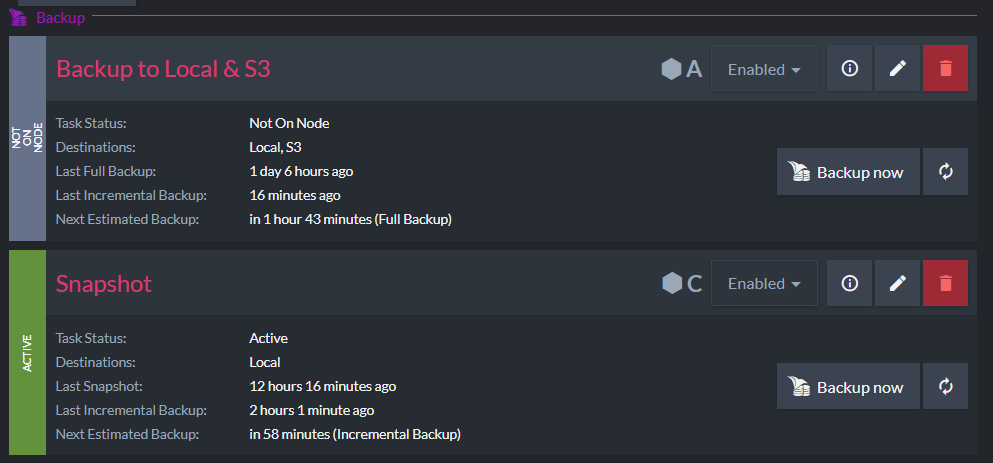 Backup
NOT ON NODE
Backup to Local & S3
A
Enabled
Task Status: Not On Node
Destinations: Local, S3
Last Full Backup: 1 day 6 hours ago
Last Incremental Backup: 16 minutes ago
Next Estimated Backup: in 1 hour 43 minutes (Full Backup)
Backup now
ACTIVE
Snapshot
C
Enabled
Task Status: Active
Destinations: Local
Last Snapshot: 12 hours 16 minutes ago
Last Incremental Backup: 2 hours 1 minute ago
Next Estimated Backup: in 58 minutes (Incremental Backup)
Backup now